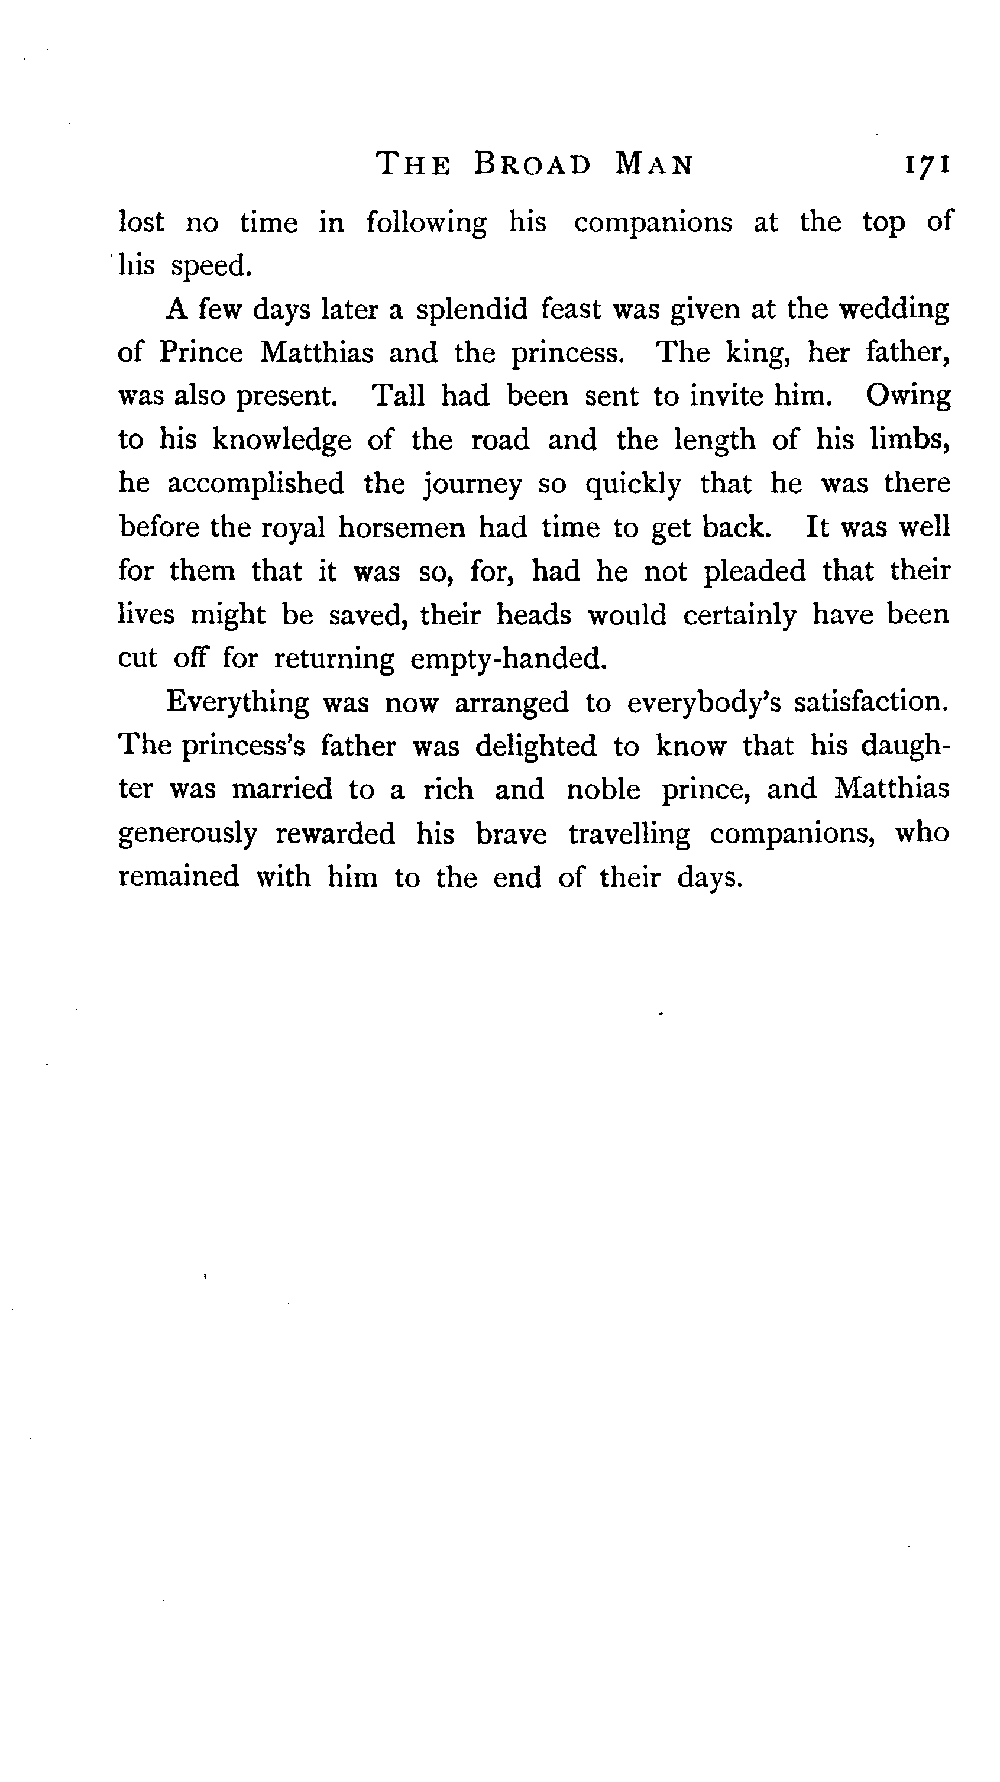 THE BROAD MAN 171
lost no time in following his companions at the top of
his speed.
A few days later a splendid feast was given at the wedding
of Prince Matthias and the princess. The king, her father,
was also present. Tall had been sent to invite him. Owing
to his knowledge of the road and the length of his limbs,
he accomplished the journey so quickly that he was there
before the royal horsemen had time to get back. It was well
for them that it was so, for, had he not pleaded that their
lives might be saved, their heads would certainly have been
cut off for returning empty-handed.
Everything was now arranged to everybody's satisfaction.
The princess's father was delighted to know that his daugh-
ter was married to a rich and noble prince, and Matthias
generously rewarded his brave travelling companions, who
remained with him to the end of their days.